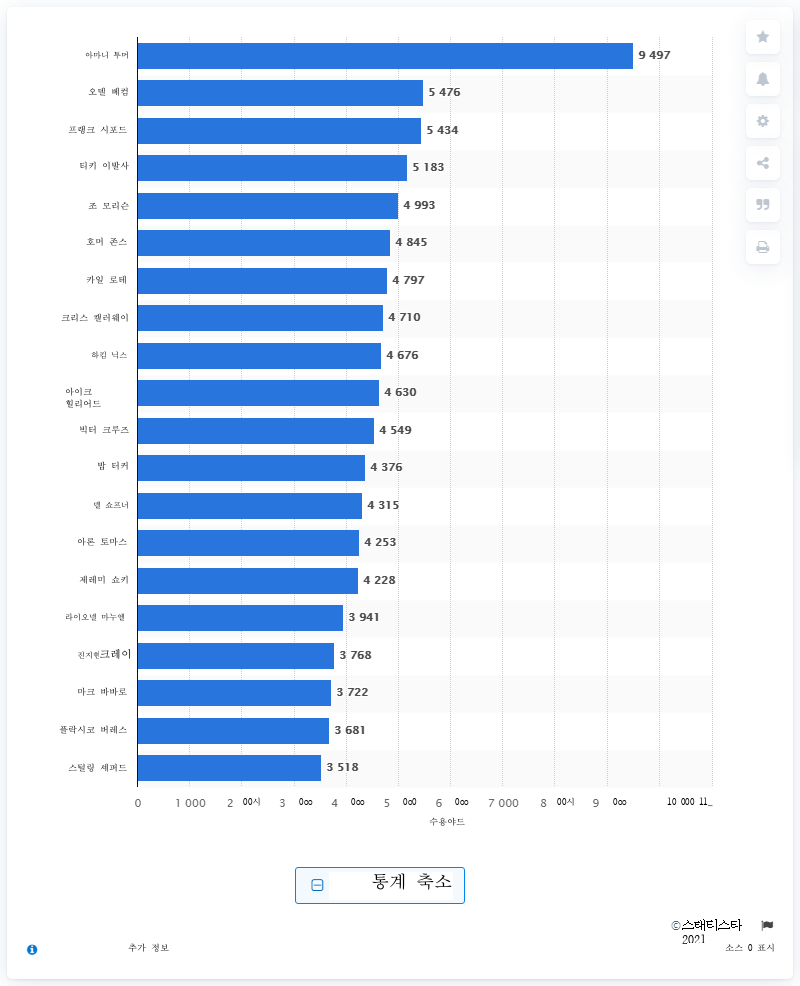 아마니 투머 9 497
오델 베컴 5 476
프랭크 시포드 5 434
티키 이발사 5 183
조 모리슨 4 993
호머 존스 4 845
카일 로테 4 797
크리스 캘러웨이 4 710
하킴 닉스 4 676
아이크
힐리어드 4 630
빅터 크루즈 4 549
밥 터커 4 376
델 쇼프너 4 315
아론 토마스 4 253
제레미 쇼키 4 228
라이오넬 마누엘 3 941
진지한크레이 3 768
마크 바바로 3 722
플락시코 버레스 3 681
스털링 셰퍼드 3 518
0 1 000 2 00시 3 0oo 4 0oo 5 0o0 6 0oo 7 000 8 00시 9 0oo 10 000 11_
수용야드
통계 축소
©스태티스타
2021
추가 정보 소스 0 표시